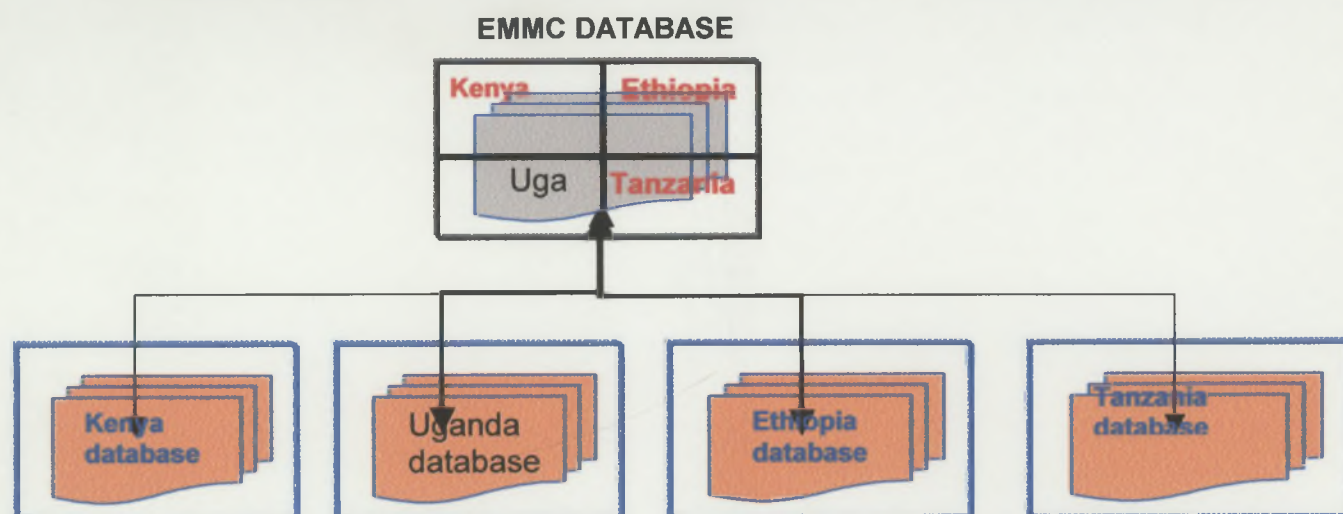 EMMC DATABASE
Kenya Ethiopia
Uga Tanzania
Kenya
database
Uganda
database
Ethiopia
database
Tanzania
database